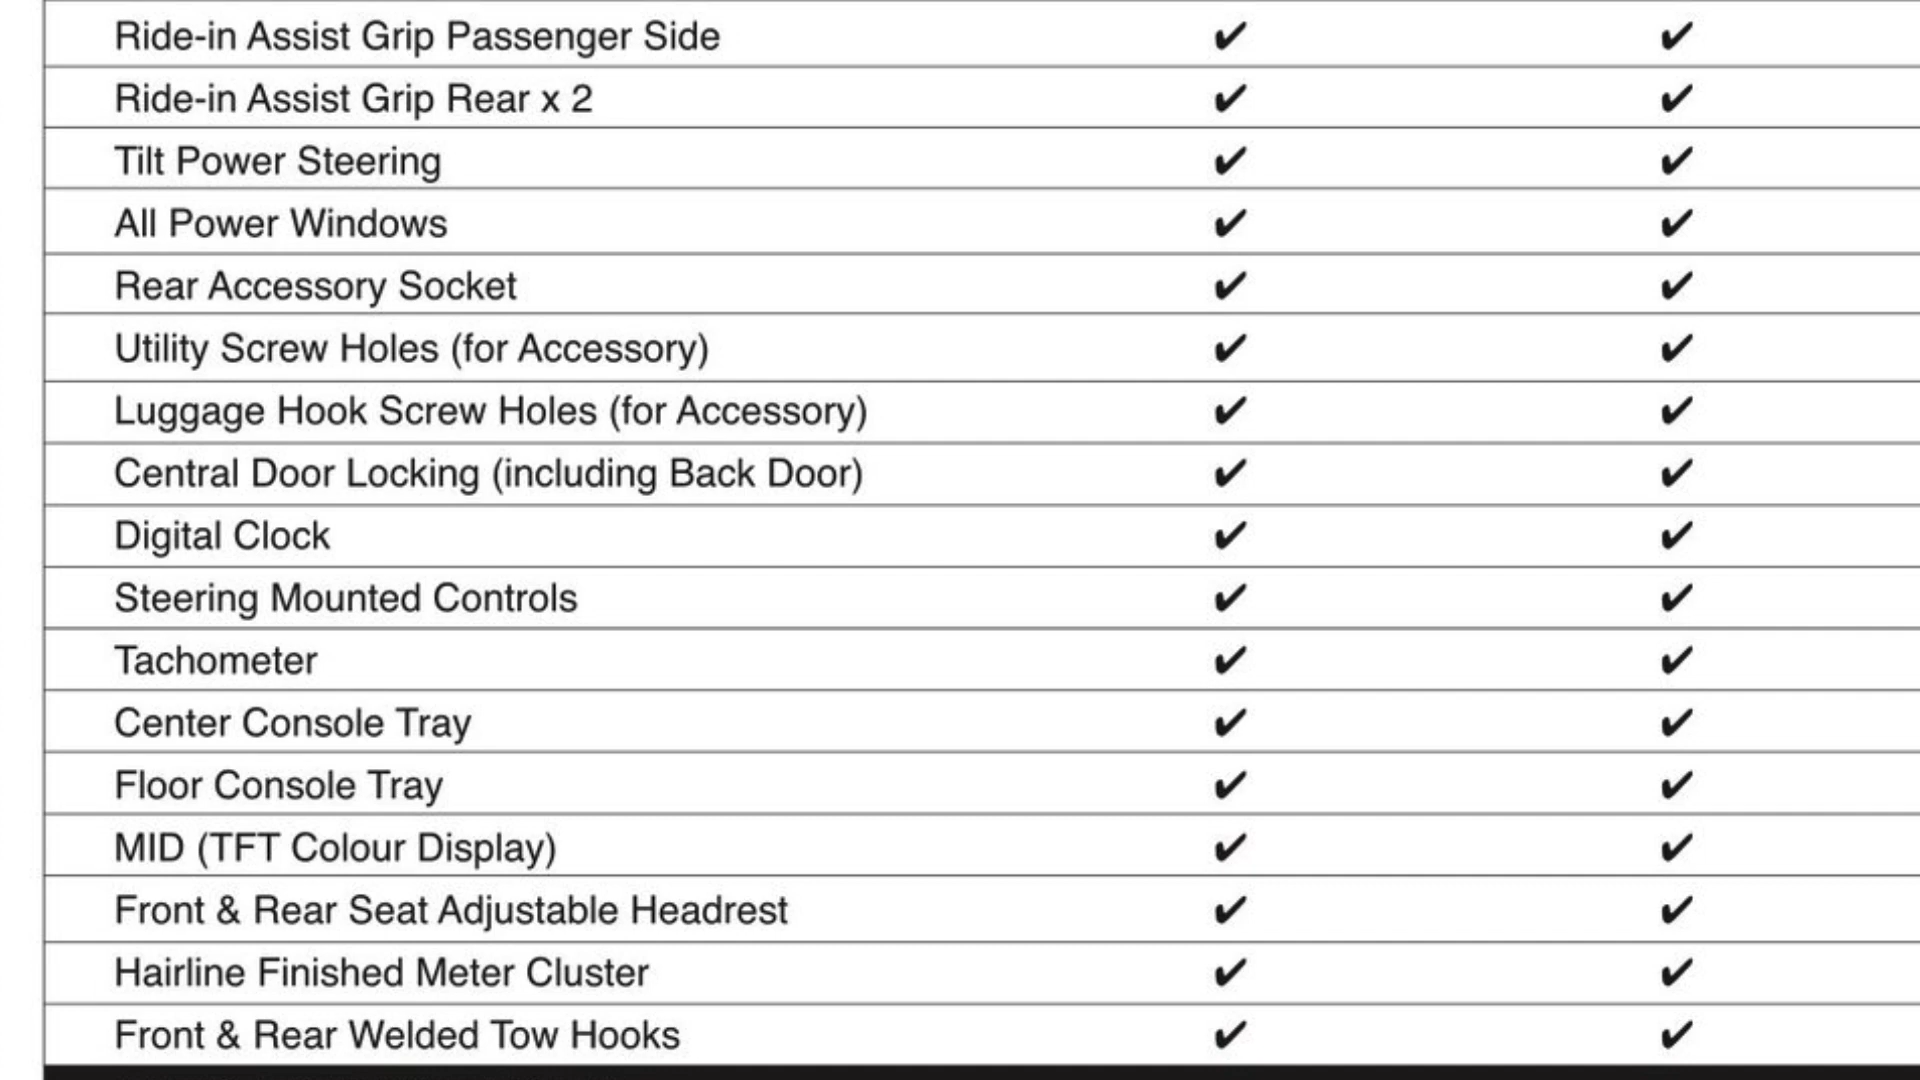 Ride-in Assist Grip Passenger Side ✔ ✔
Ride-in Assist Grip Rear x 2 ✔ ✔
Tilt Power Steering ✔ ✔
All Power Windows ✔ ✔
Rear Accessory Socket ✔ ✔
Utility Screw Holes (for Accessory) ✔ ✔
Luggage Hook Screw Holes (for Accessory) ✔ ✔
Central Door Locking (including Back Door) ✔ ✔
Digital Clock ✔ ✔
Steering Mounted Controls ✔ ✔
Tachometer ✔ ✔
Center Console Tray ✔ ✔
Floor Console Tray ✔ ✔
MID (TFT Colour Display) ✔ ✔
Front & Rear Seat Adjustable Headrest ✔ ✔
Hairline Finished Meter Cluster ✔ ✔
Front & Rear Welded Tow Hooks ✔ ✔